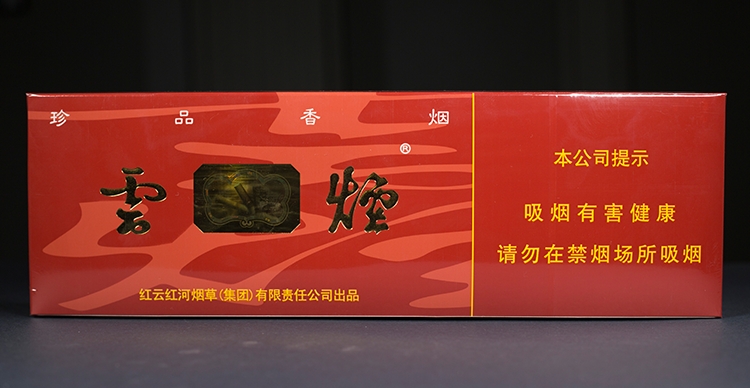 珍品香烟
雲煙®
红云红河烟草(集团)有限责任公司出品
本公司提示
吸烟有害健康
请勿在禁烟场所吸烟